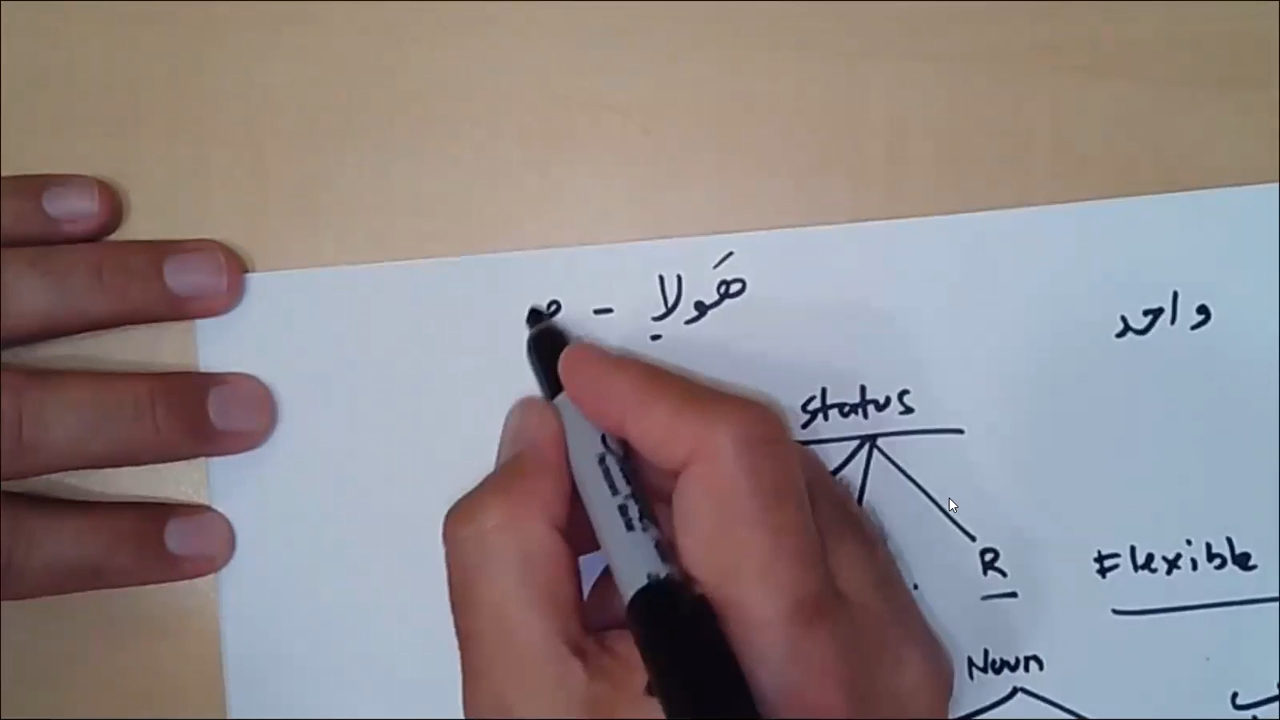 هَولاِ -
واحد
status
R
Flexible
Noun